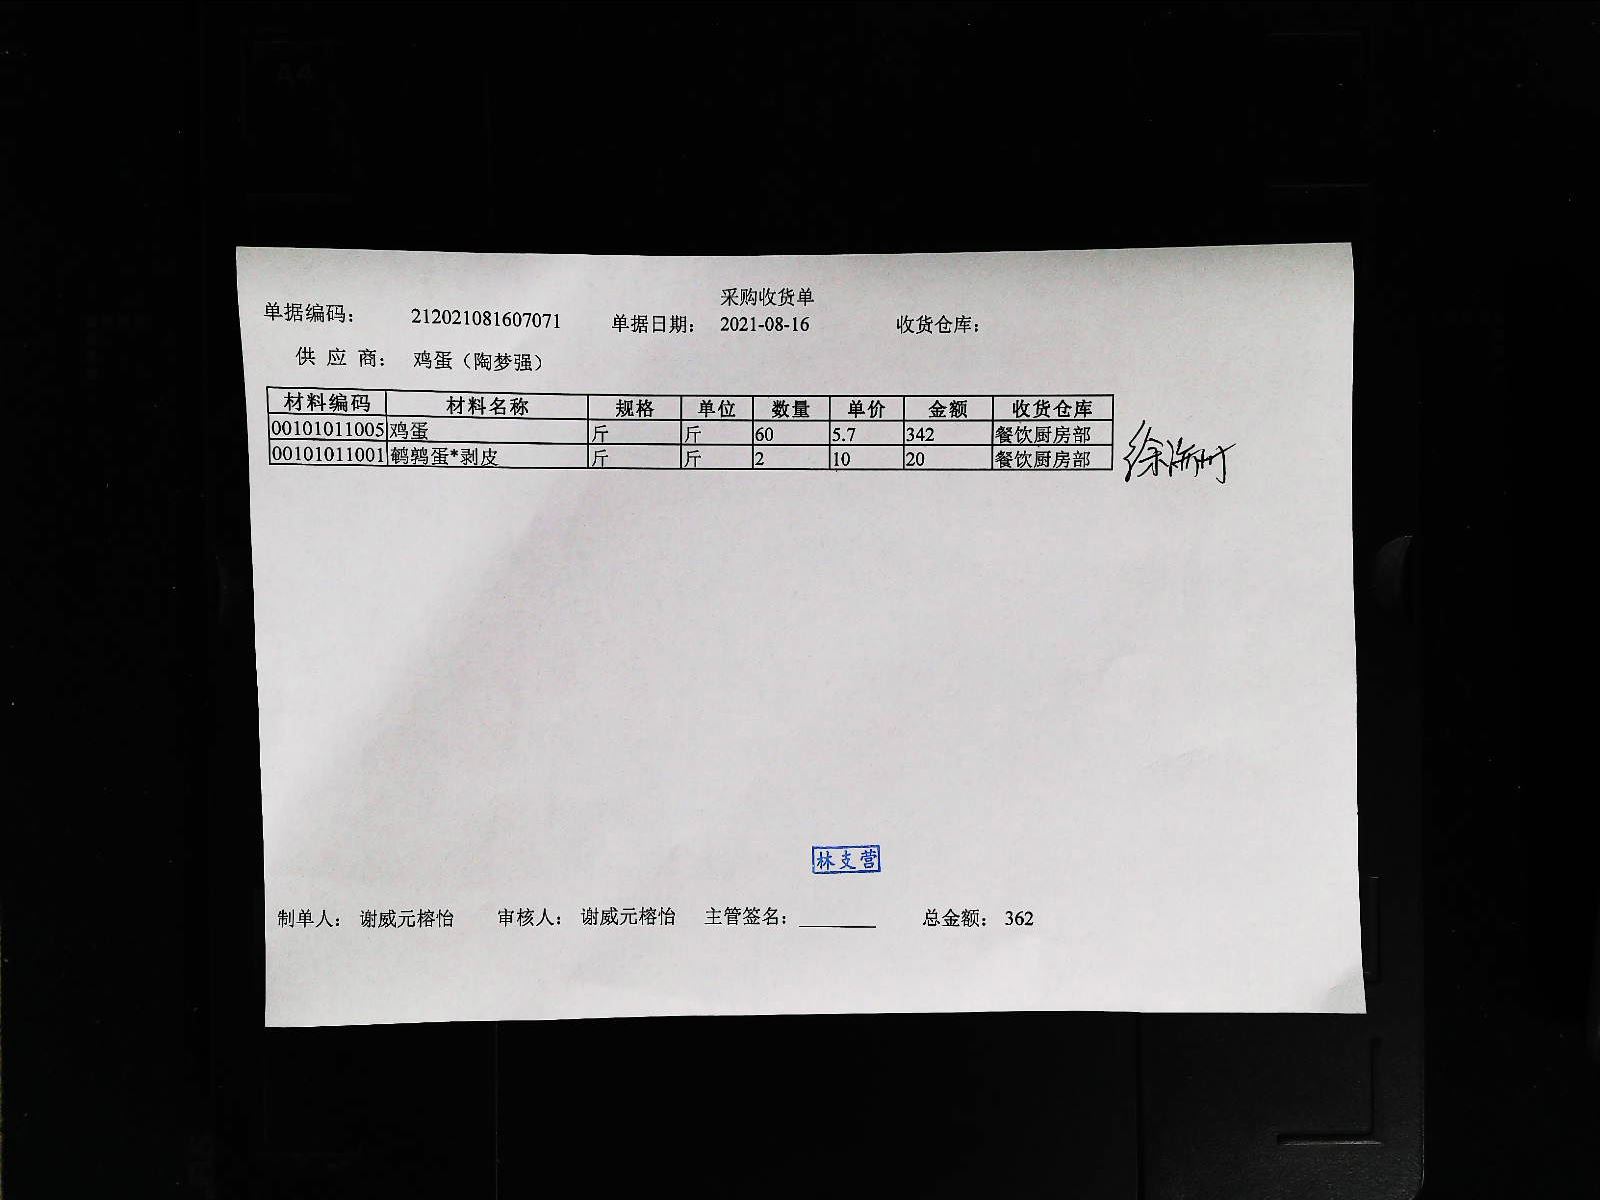 采购收货单
单据编码： 212021081607071 单据日期： 2021-08-16 收货仓库：
供 应 商： 鸡蛋（陶梦强）
材料编码 材料名称 规格 单位 数量 单价 金额 收货仓库
00101011005 鸡蛋 斤 斤 60 5.7 342 餐饮厨房部
00101011001 鹌鹑蛋*剥皮 斤 斤 2 10 20 餐饮厨房部
林支营
制单人： 谢威元榕怡 审核人： 谢威元榕怡 主管签名： 总金额： 362